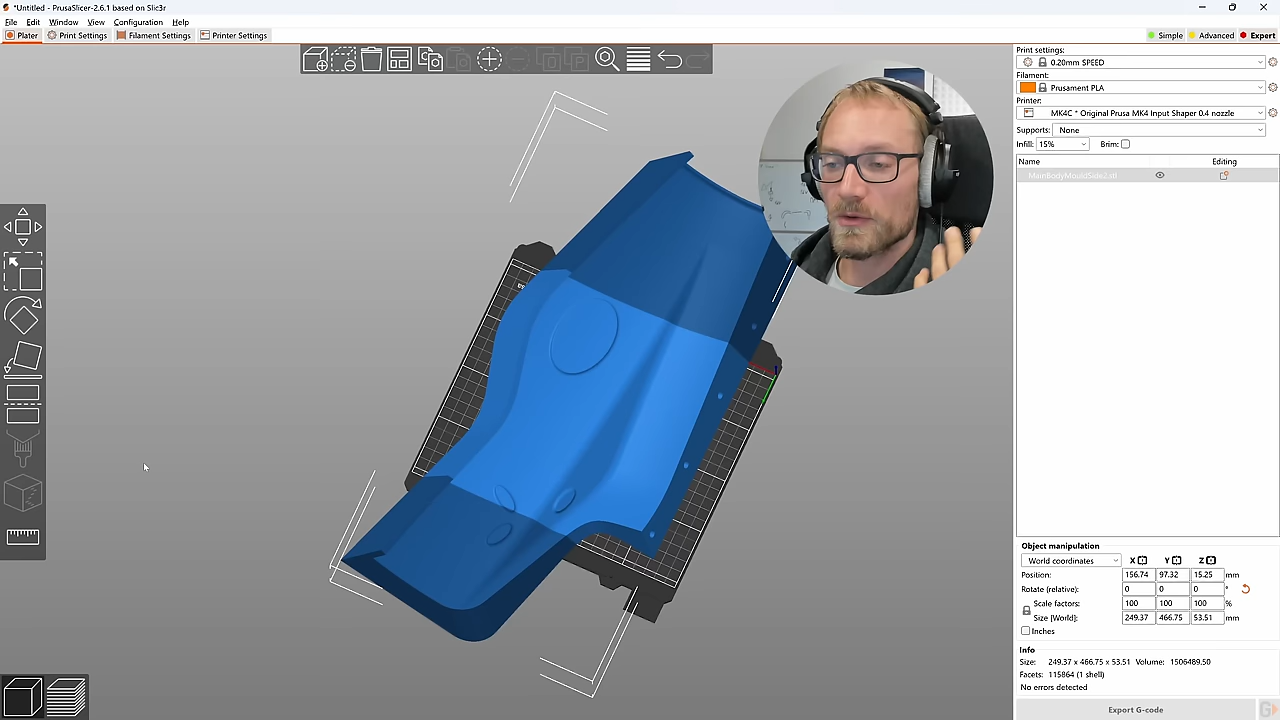 *Untitled - PrusaSlicer-2.6.1 based on Slic3r
File Edit Window View Configuration Help
Plater Print Settings Filament Settings Printer Settings Simple Advanced Expert
Print settings:
0.20mm SPEED
Filament:
Prusament PLA
Printer:
MK4C * Original Prusa MK4 Input Shaper 0.4 nozzle
Supports: None
Infill: 15% Brim:
Name Editing
MainBodyMouldSide2.stl
Object manipulation
World coordinates X Y Z
Position: 156.74 97.32 15.25 mm
Rotate (relative): 0 0 0 °
Scale factors: 100 100 100 %
Size [World]: 249.37 466.75 53.51 mm
Inches
Info
Size: 249.37 x 466.75 x 53.51 Volume: 1506489.50
Facets: 115864 (1 shell)
No errors detected
Export G-code